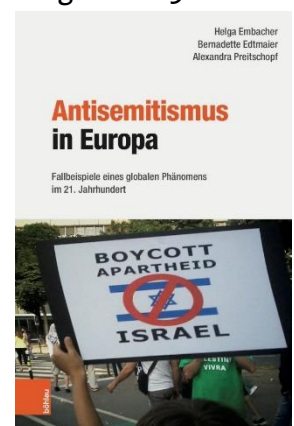 Helga Embacher
Bernadette Edtmaier
Alexandra Preitschopf
Antisemitismus
in Europa
Fallbeispiele eines globalen Phänomens
im 21. Jahrhundert
BOYCOTT
APARTHEID
ISRAEL
VIVKA
böhlau